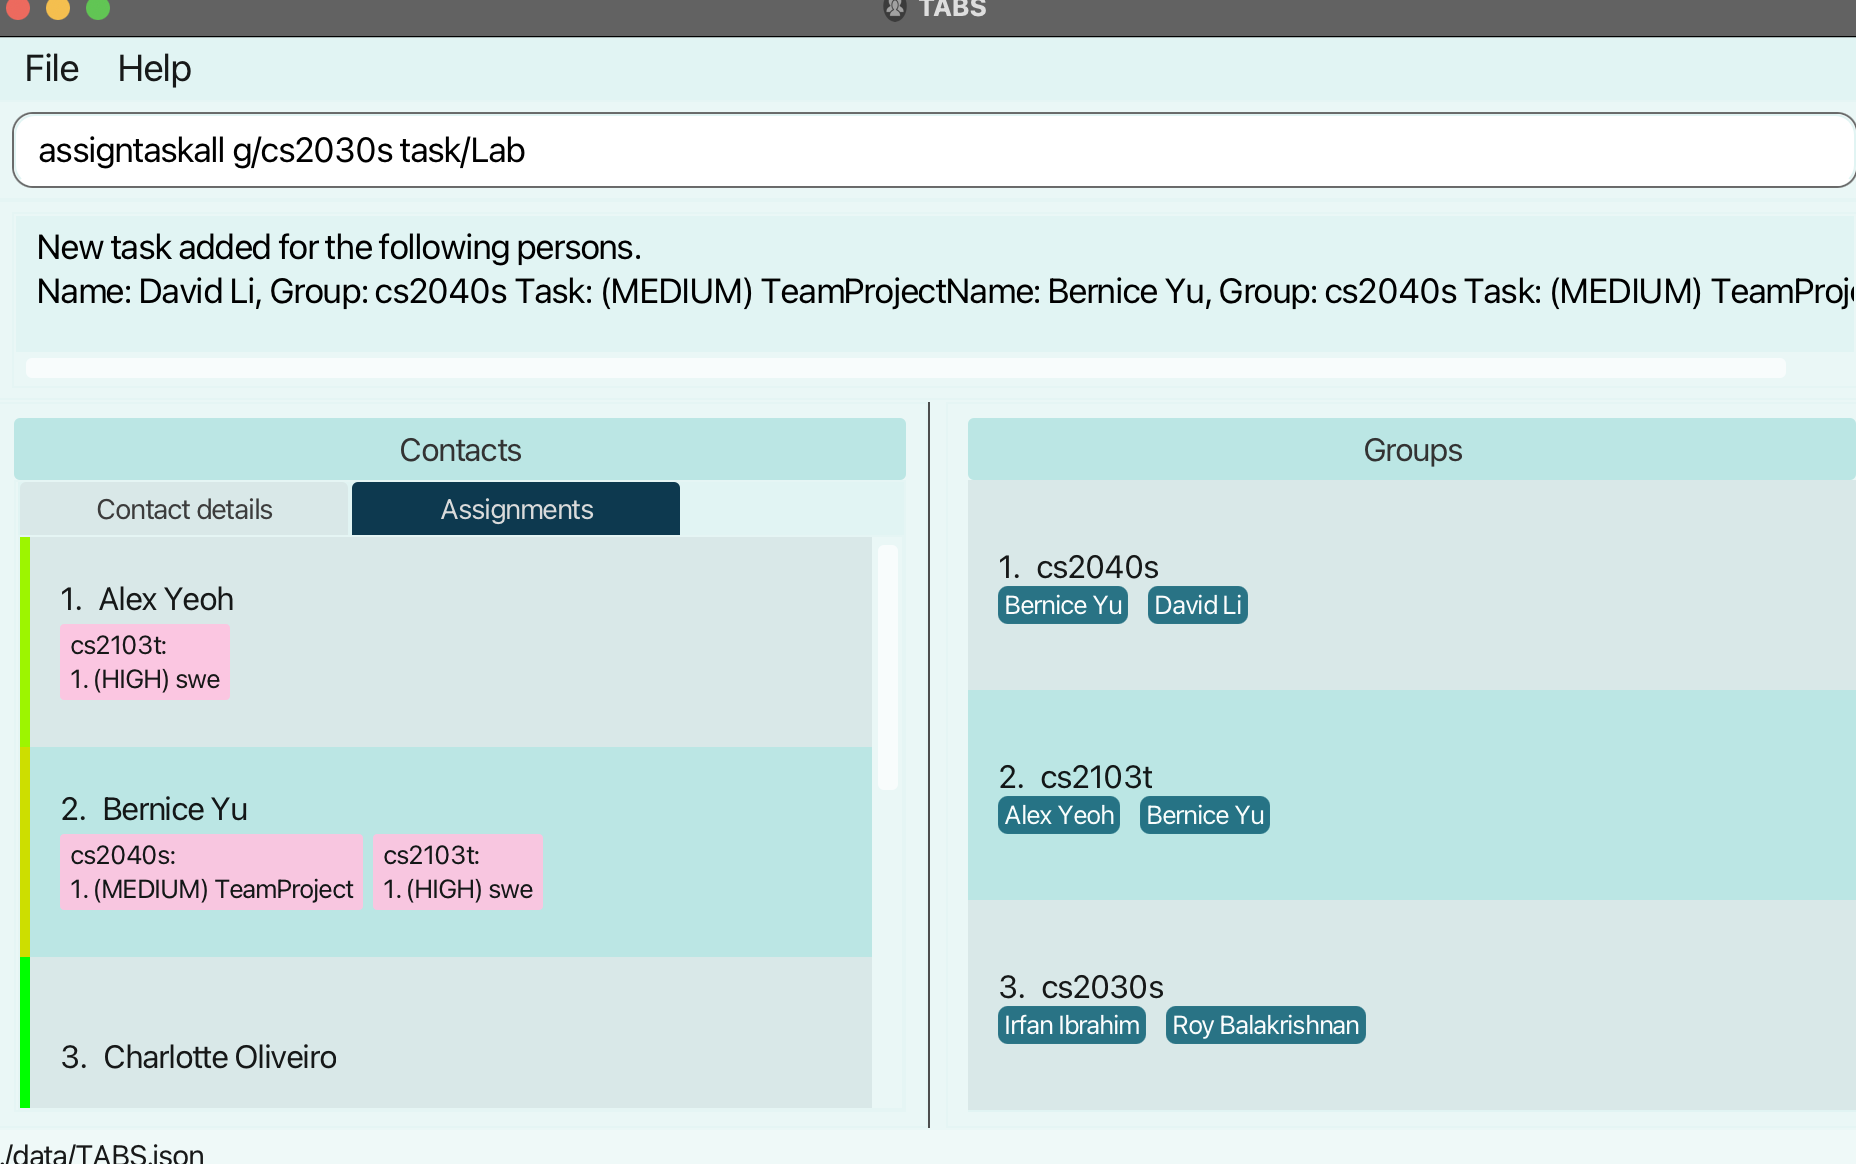 TABS
File Help
assigntaskall g/cs2030s task/Lab
New task added for the following persons.
Name: David Li, Group: cs2040s Task: (MEDIUM) TeamProjectName: Bernice Yu, Group: cs2040s Task: (MEDIUM)
Contacts
Contact details Assignments
1. Alex Yeoh
cs2103t:
1. (HIGH) swe
2. Bernice Yu
cs2040s: cs2103t:
1. (MEDIUM) TeamProject 1. (HIGH) swe
3. Charlotte Oliveiro
Groups
1. cs2040s
Bernice Yu David Li
2. cs2103t
Alex Yeoh Bernice Yu
3. cs2030s
Irfan Ibrahim Roy Balakrishnan
./data/TABS.json